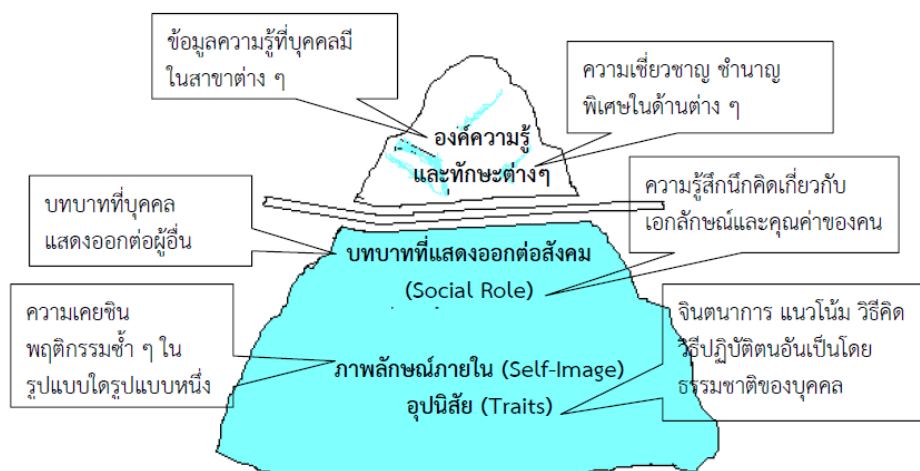 ข้อมูลความรู้ที่บุคคลมี
ในสาขาต่าง ๆ
ความเชี่ยวชาญ ชำนาญ
พิเศษในด้านต่าง ๆ
องค์ความรู้
และทักษะต่างๆ
บทบาทที่บุคคล
แสดงออกต่อผู้อื่น
ความรู้สึกนึกคิดเกี่ยวกับ
เอกลักษณ์และคุณค่าของคน
บทบาทที่แสดงออกต่อสังคม
(Social Role)
ความเคยชิน
พฤติกรรมซ้ำ ๆ ใน
รูปแบบใดรูปแบบหนึ่ง
จินตนาการ แนวโน้ม วิธีคิด
วิธีปฏิบัติตนอันเป็นโดย
ธรรมชาติของบุคคล
ภาพลักษณ์ภายใน (Self-Image)
อุปนิสัย (Traits)